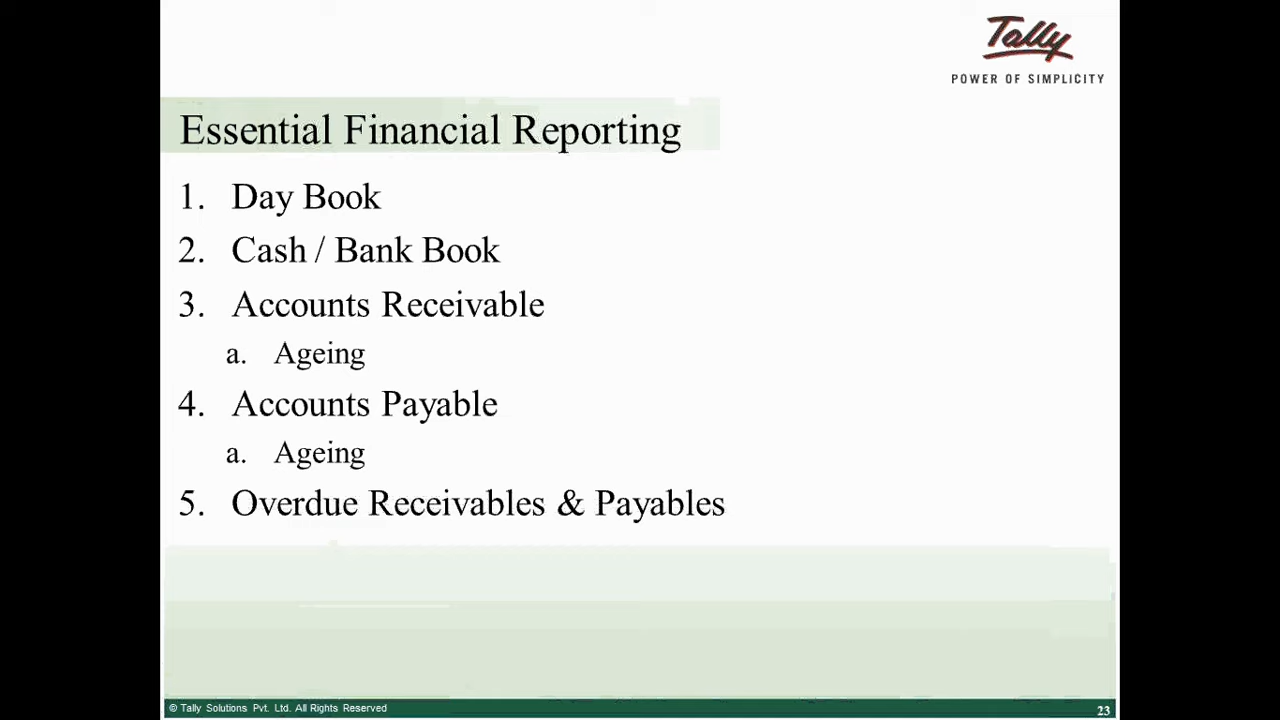 Tally
POWER OF SIMPLICITY
Essential Financial Reporting
1. Day Book
2. Cash / Bank Book
3. Accounts Receivable
a. Ageing
4. Accounts Payable
a. Ageing
5. Overdue Receivables & Payables
© Tally Solutions Pvt. Ltd. All Rights Reserved
23